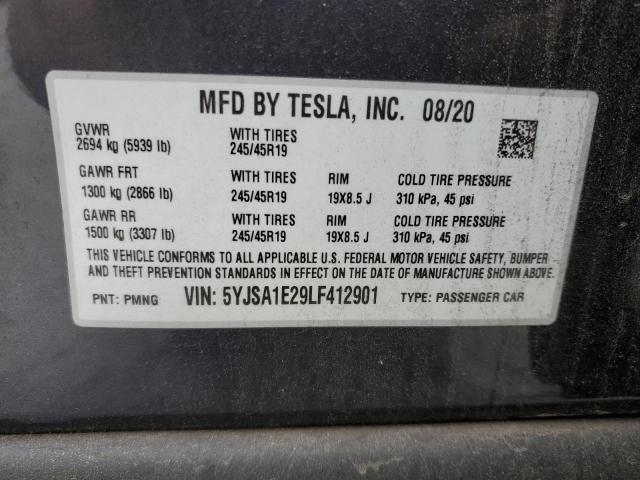 MFD BY TESLA, INC. 08/20
GVWR WITH TIRES
2694 kg (5939 lb) 245/45R19
GAWR FRT WITH TIRES RIM COLD TIRE PRESSURE
1300 kg (2866 lb) 245/45R19 19X8.5 J 310 kPa, 45 psi
GAWR RR WITH TIRES RIM COLD TIRE PRESSURE
1500 kg (3307 lb) 245/45R19 19X8.5 J 310 kPa, 45 psi
THIS VEHICLE CONFORMS TO ALL APPLICABLE U.S. FEDERAL MOTOR VEHICLE SAFETY, BUMPER
AND THEFT PREVENTION STANDARDS IN EFFECT ON THE DATE OF MANUFACTURE SHOWN ABOVE.
PNT: PMNG VIN: 5YJSA1E29LF412901 TYPE: PASSENGER CAR